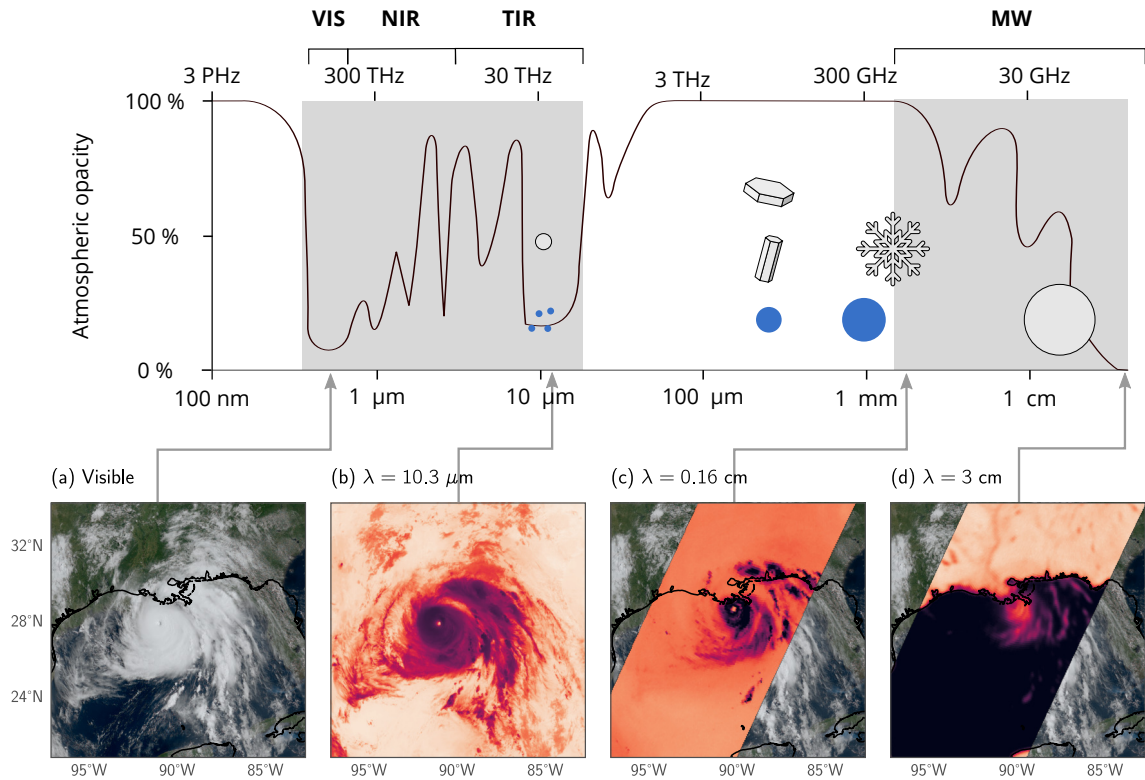 VIS NIR TIR MW
3 PHz 300 THz 30 THz 3 THz 300 GHz 30 GHz
100 %
50 %
0 %
Atmospheric opacity
100 nm 1 µm 10 µm 100 µm 1 mm 1 cm
(a) Visible (b) λ = 10.3 µm (c) λ = 0.16 cm (d) λ = 3 cm
32°N
28°N
24°N
95°W 90°W 85°W 95°W 90°W 85°W 95°W 90°W 85°W 95°W 90°W 85°W